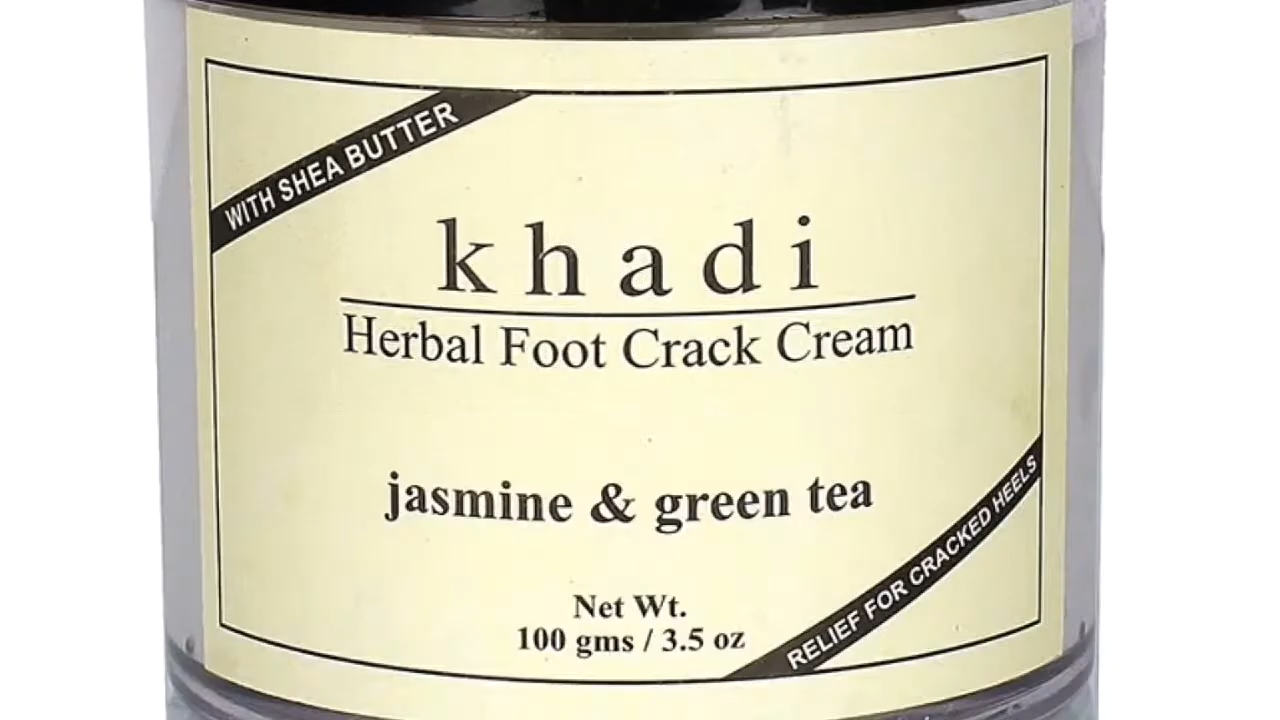 WITH SHEA BUTTER
khadi
Herbal Foot Crack Cream
jasmine & green tea
Net Wt.
100 gms / 3.5 oz
RELIEF FOR CRACKED HEELS